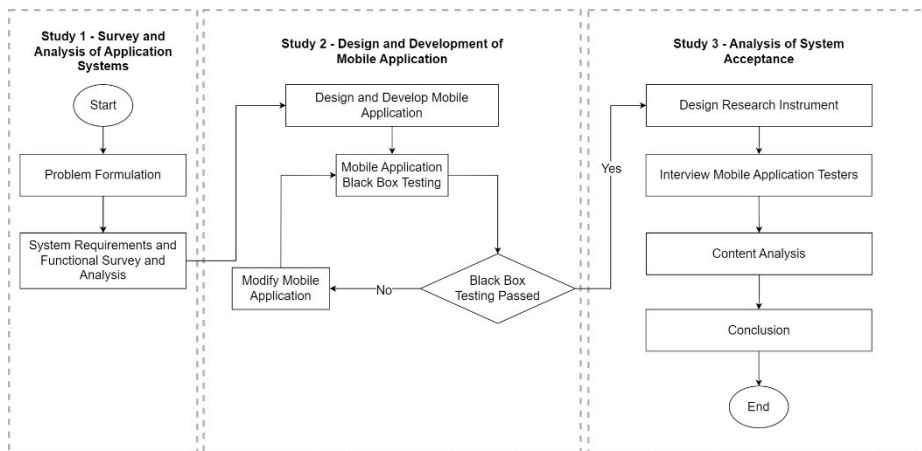 Study 1 - Survey and
Analysis of Application
Systems
Start
Problem Formulation
System Requirements and
Functional Survey and
Analysis
Study 2 - Design and Development of
Mobile Application
Design and Develop Mobile
Application
Mobile Application
Black Box Testing
Modify Mobile
Application
No
Black Box
Testing Passed
Yes
Study 3 - Analysis of System
Acceptance
Design Research Instrument
Interview Mobile Application Testers
Content Analysis
Conclusion
End